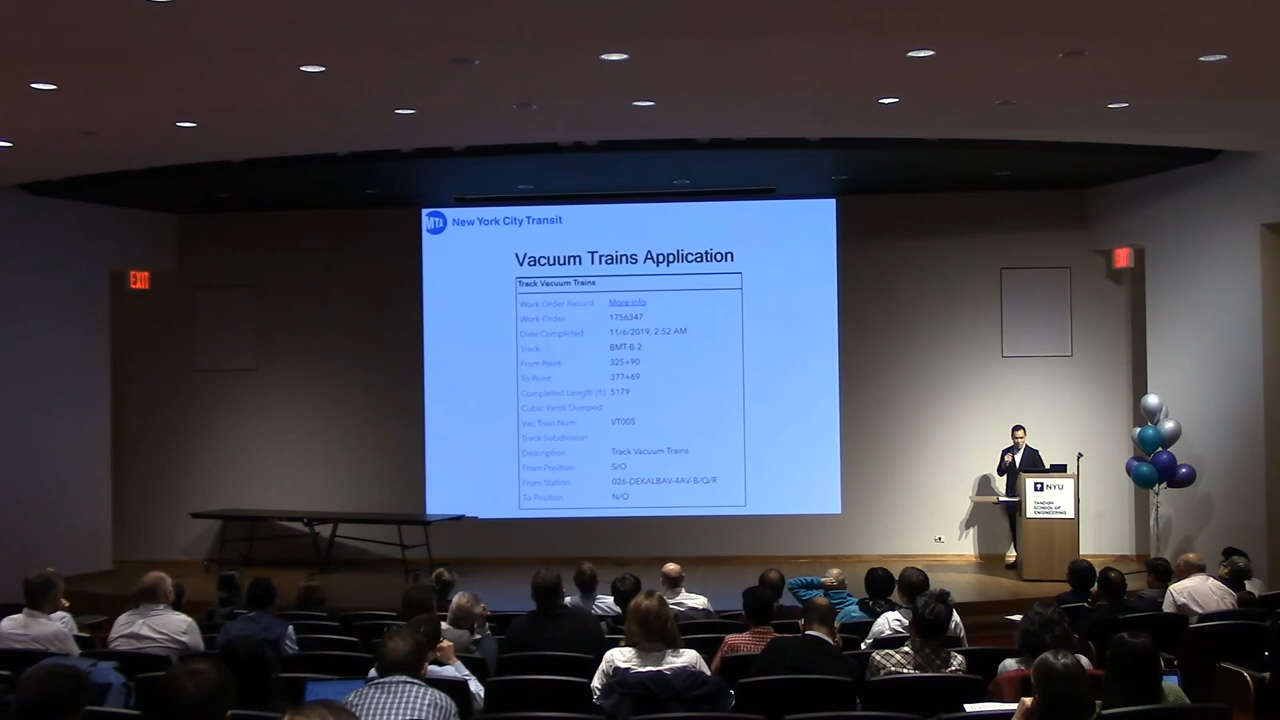 MTA New York City Transit
Vacuum Trains Application
Track Vacuum Trains
Work Order Record More info
Work Order 1756347
Date Completed 11/6/2019, 2:52 AM
Track BMT-B-2
From Point 325+90
To Point 377+69
Completed Length (ft) 5179
Cubic Yards Dumped
Vac Train Num VT005
Track Subdivision
Description Track Vacuum Trains
From Position S/O
From Station 026-DEKALBAV-4AV-B/Q/R
To Position N/O
EXIT
EXIT
NYU
TANDON
SCHOOL OF
ENGINEERING